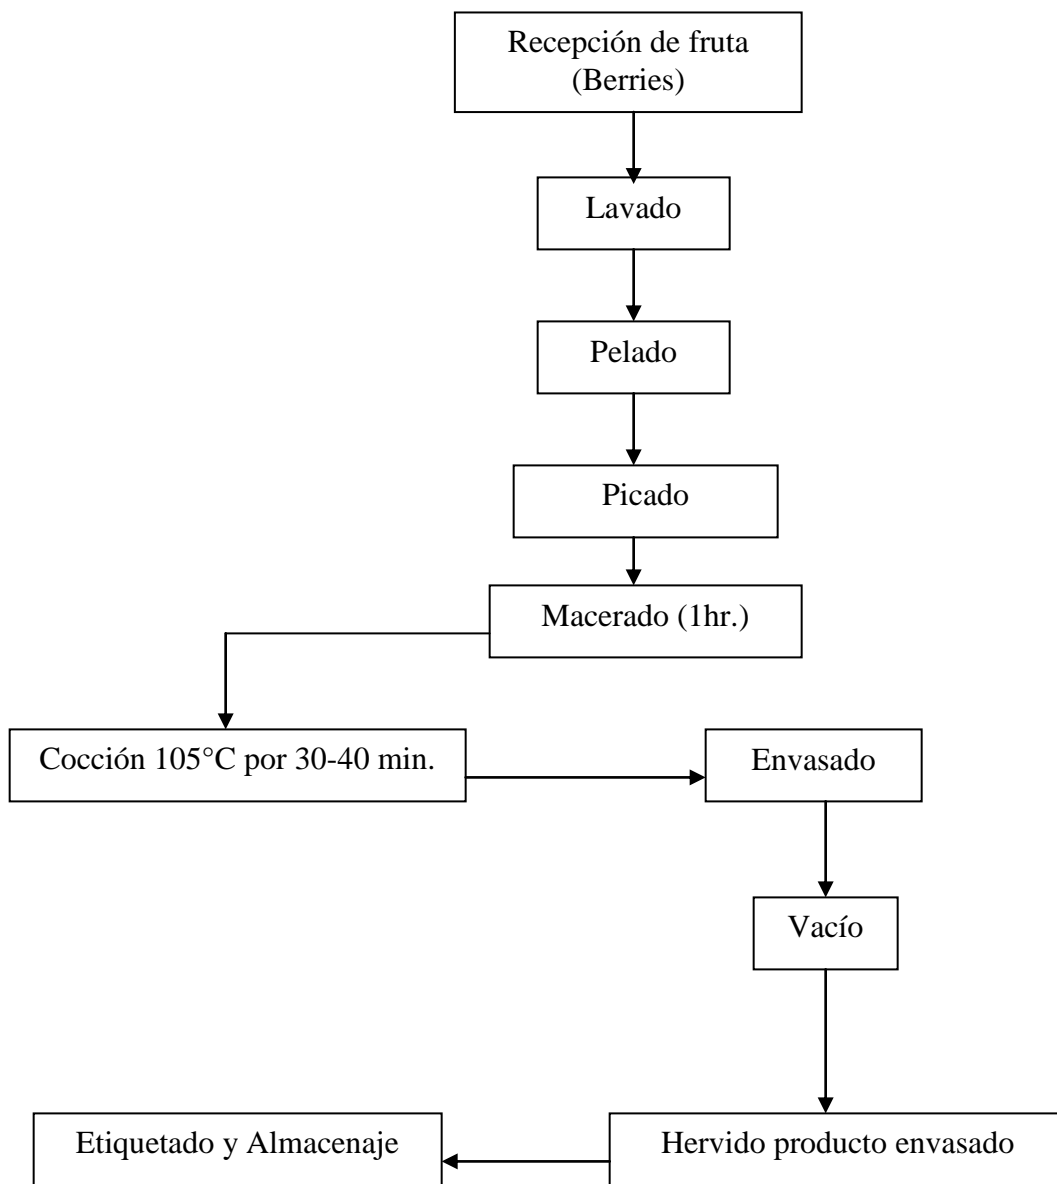 Recepción de fruta
(Berries)
Lavado
Pelado
Picado
Macerado (1hr.)
Cocción 105°C por 30-40 min.
Envasado
Vacío
Hervido producto envasado
Etiquetado y Almacenaje